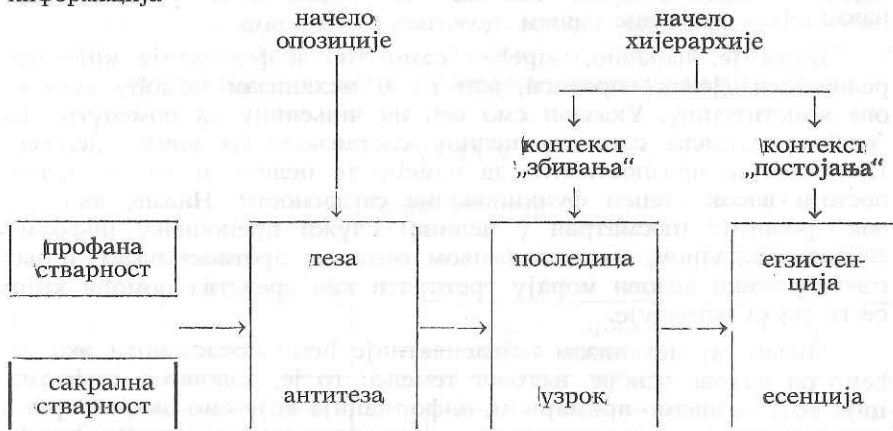 начело
опозиције
начело
хијерархије
контекст
„збивања“
контекст
„постојања“
профана
стварност
теза
последица
егзистен-
ција
сакрална
стварност
антитеза
узрок
есенција